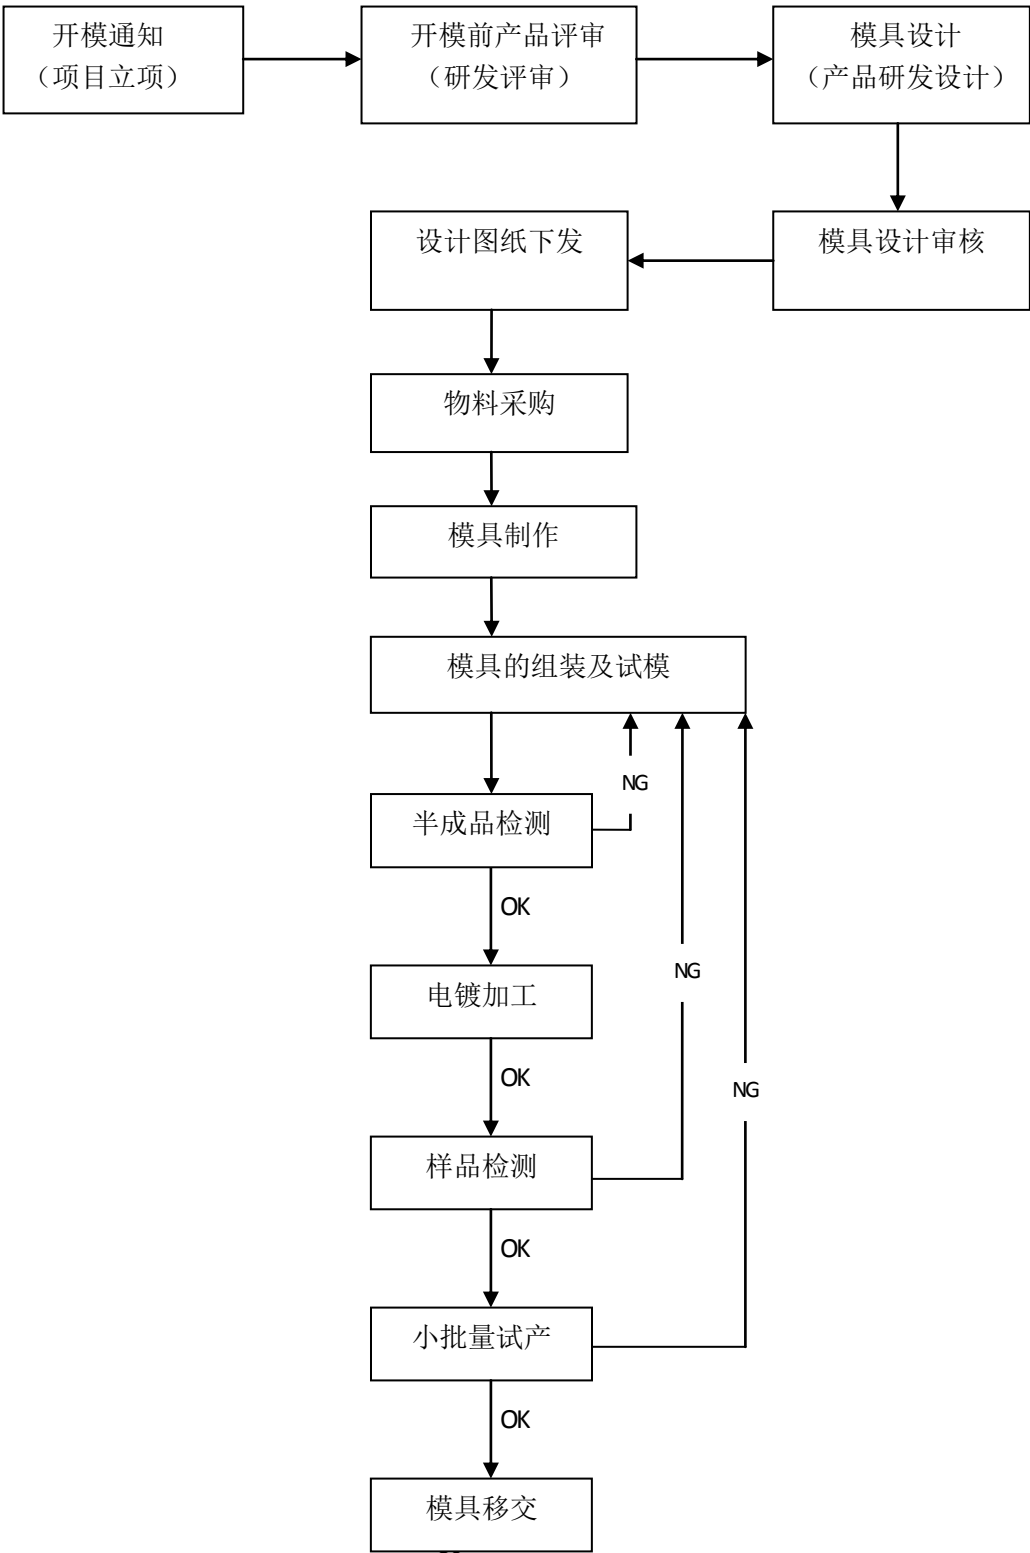 开模通知
（项目立项）
开模前产品评审
（研发评审）
模具设计
（产品研发设计）
设计图纸下发
模具设计审核
物料采购
模具制作
模具的组装及试模
NG
半成品检测
OK
NG
电镀加工
OK
NG
样品检测
OK
小批量试产
OK
模具移交